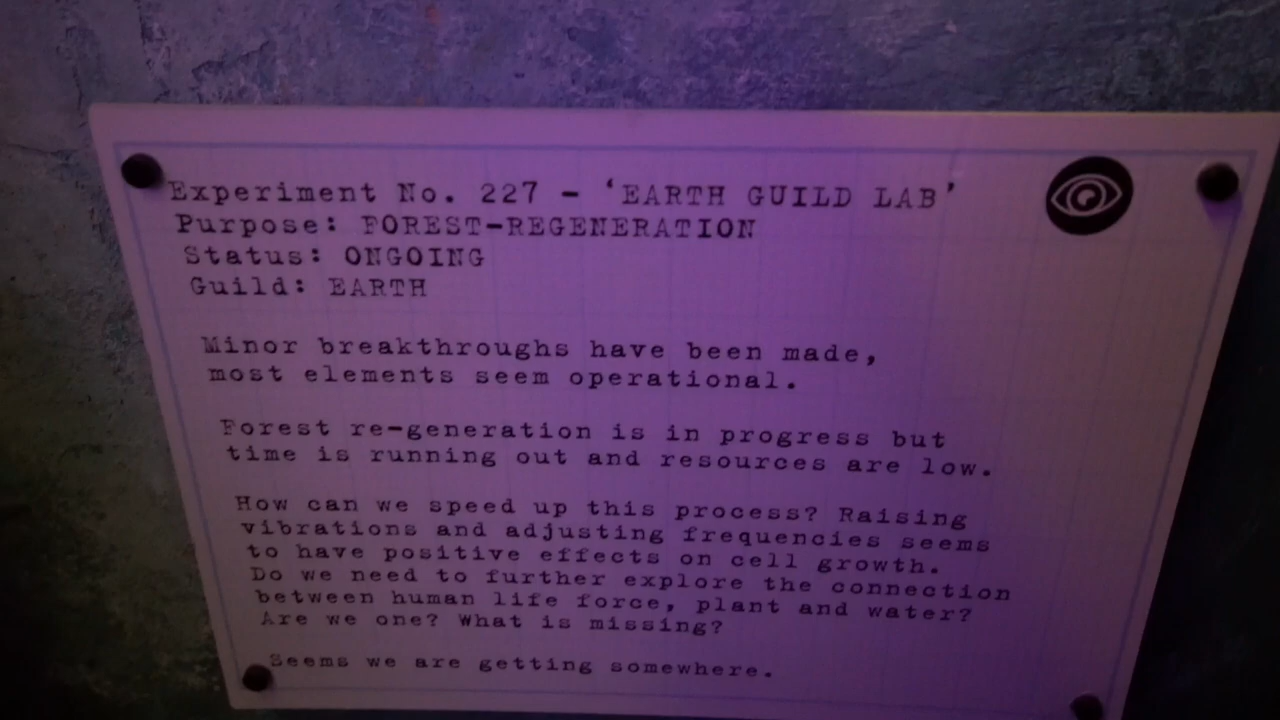 Experiment No. 227 - 'EARTH GUILD LAB'
Purpose: FOREST-REGENERATION
Status: ONGOING
Guild: EARTH
Minor breakthroughs have been made,
most elements seem operational.
Forest re-generation is in progress but
time is running out and resources are low.
How can we speed up this process? Raising
vibrations and adjusting frequencies seems
to have positive effects on cell growth.
Do we need to further explore the connection
between human life force, plant and water?
Are we one? What is missing?
Seems we are getting somewhere.